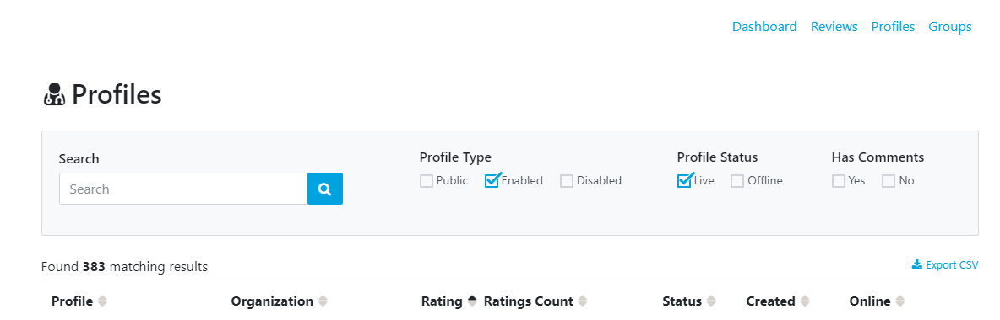 Dashboard Reviews Profiles Groups
Profiles
Search Profile Type Profile Status Has Comments
Search Public Enabled Disabled Live Offline Yes No
Found 383 matching results Export CSV
Profile Organization Rating Ratings Count Status Created Online